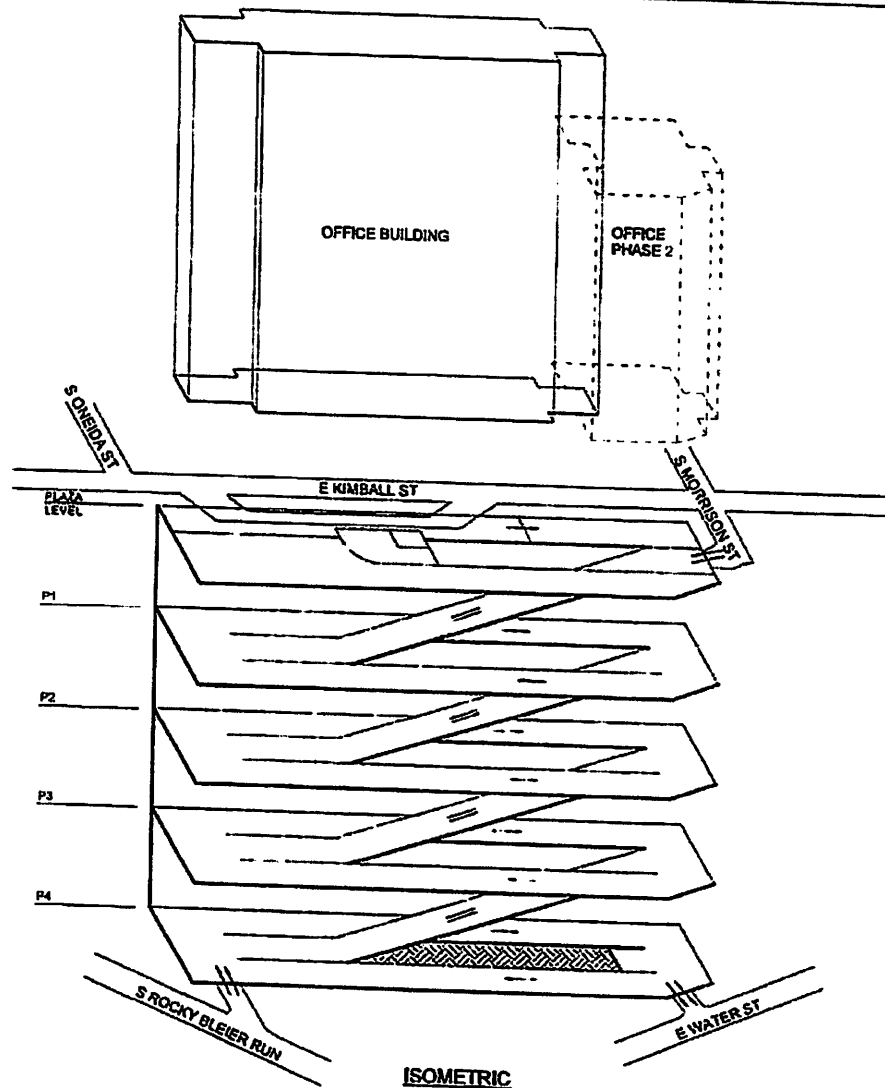 OFFICE BUILDING
OFFICE
PHASE 2
S ONEIDA ST
E KIMBALL ST
S MORRISON ST
PLAZA
LEVEL
P1
P2
P3
P4
S ROCKY BLEIER RUN
E WATER ST
ISOMETRIC